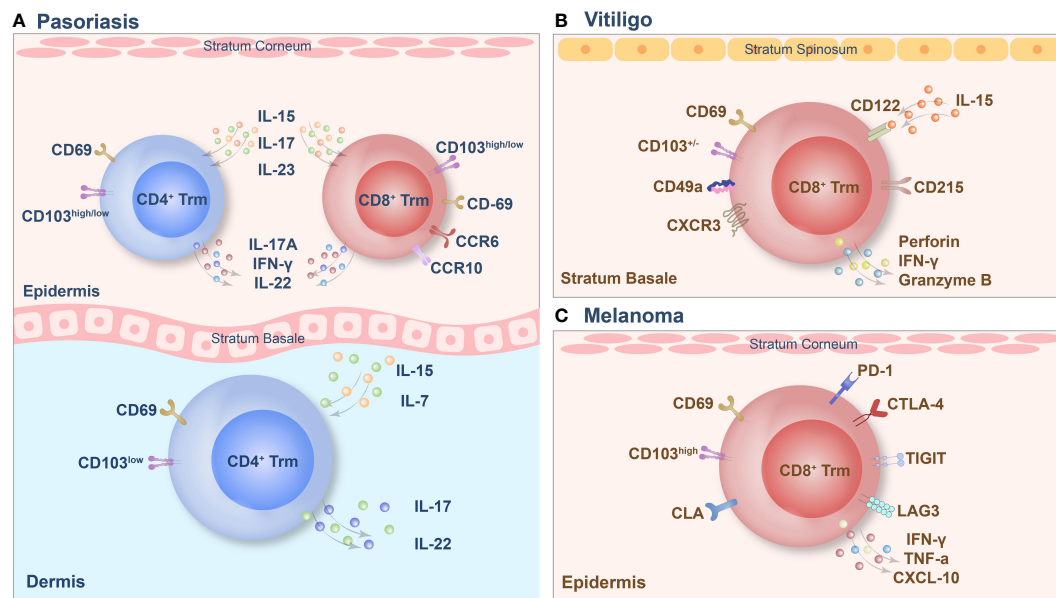 A Pasoriasis
Stratum Corneum
IL-15
IL-17
IL-23
CD69
CD103high/low
CD4+ Trm
CD8+ Trm
CD103high/low
CD-69
CCR6
CCR10
IL-17A
IFN-γ
IL-22
Epidermis
Stratum Basale
IL-15
IL-7
CD69
CD103low
CD4+ Trm
IL-17
IL-22
Dermis
B Vitiligo
Stratum Spinosum
CD122
IL-15
CD69
CD103+/-
CD49a
CXCR3
CD8+ Trm
CD215
Perforin
IFN-γ
Granzyme B
Stratum Basale
C Melanoma
Stratum Corneum
PD-1
CD69
CTLA-4
CD103high
CD8+ Trm
TIGIT
CLA
LAG3
IFN-γ
TNF-a
CXCL-10
Epidermis